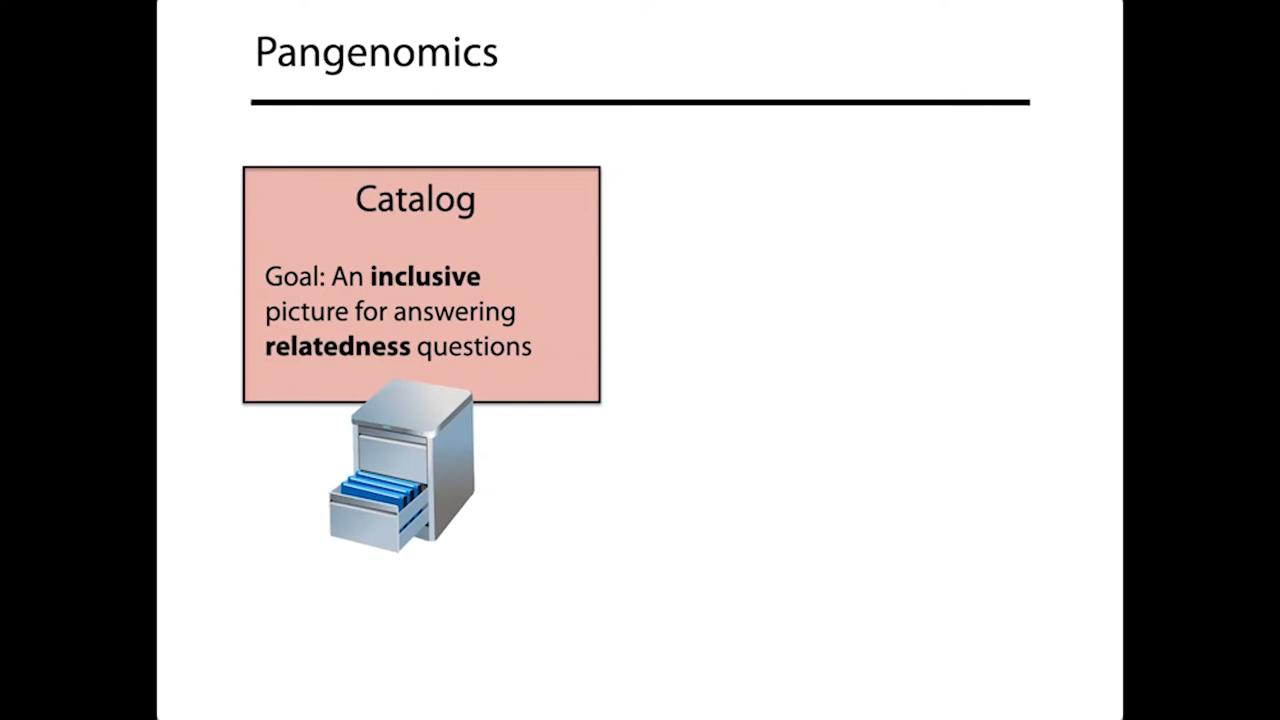 Pangenomics
Catalog
Goal: An inclusive
picture for answering
relatedness questions